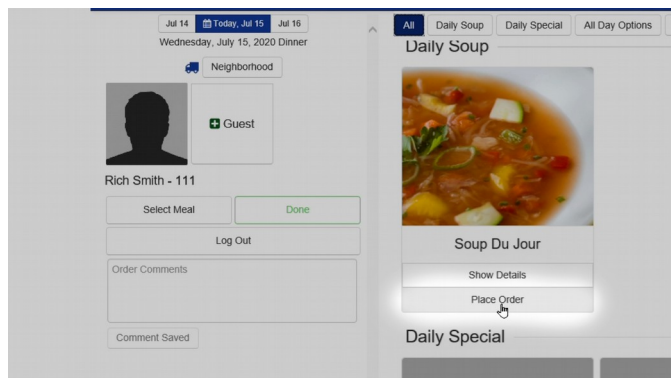 Jul 14
Today, Jul 15
Jul 16
Wednesday, July 15, 2020 Dinner
Neighborhood
Guest
Rich Smith - 111
Select Meal
Done
Log Out
Order Comments
Comment Saved
All
Daily Soup
Daily Special
All Day Options
Daily Soup
Soup Du Jour
Show Details
Place Order
Daily Special